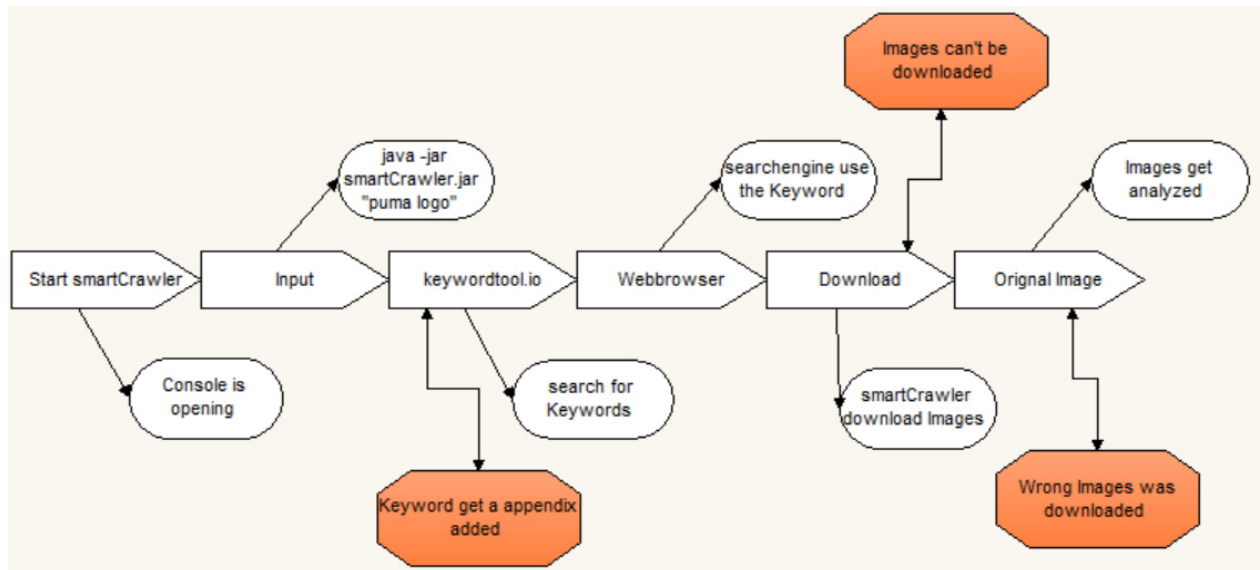 Images can't be
downloaded
java -jar
smartCrawler.jar
"puma logo"
searchengine use
the Keyword
Images get
analyzed
Start smartCrawler
Input
keywordtool.io
Webbrowser
Download
Orignal Image
Console is
opening
search for
Keywords
smartCrawler
download Images
Keyword get a appendix
added
Wrong Images was
downloaded